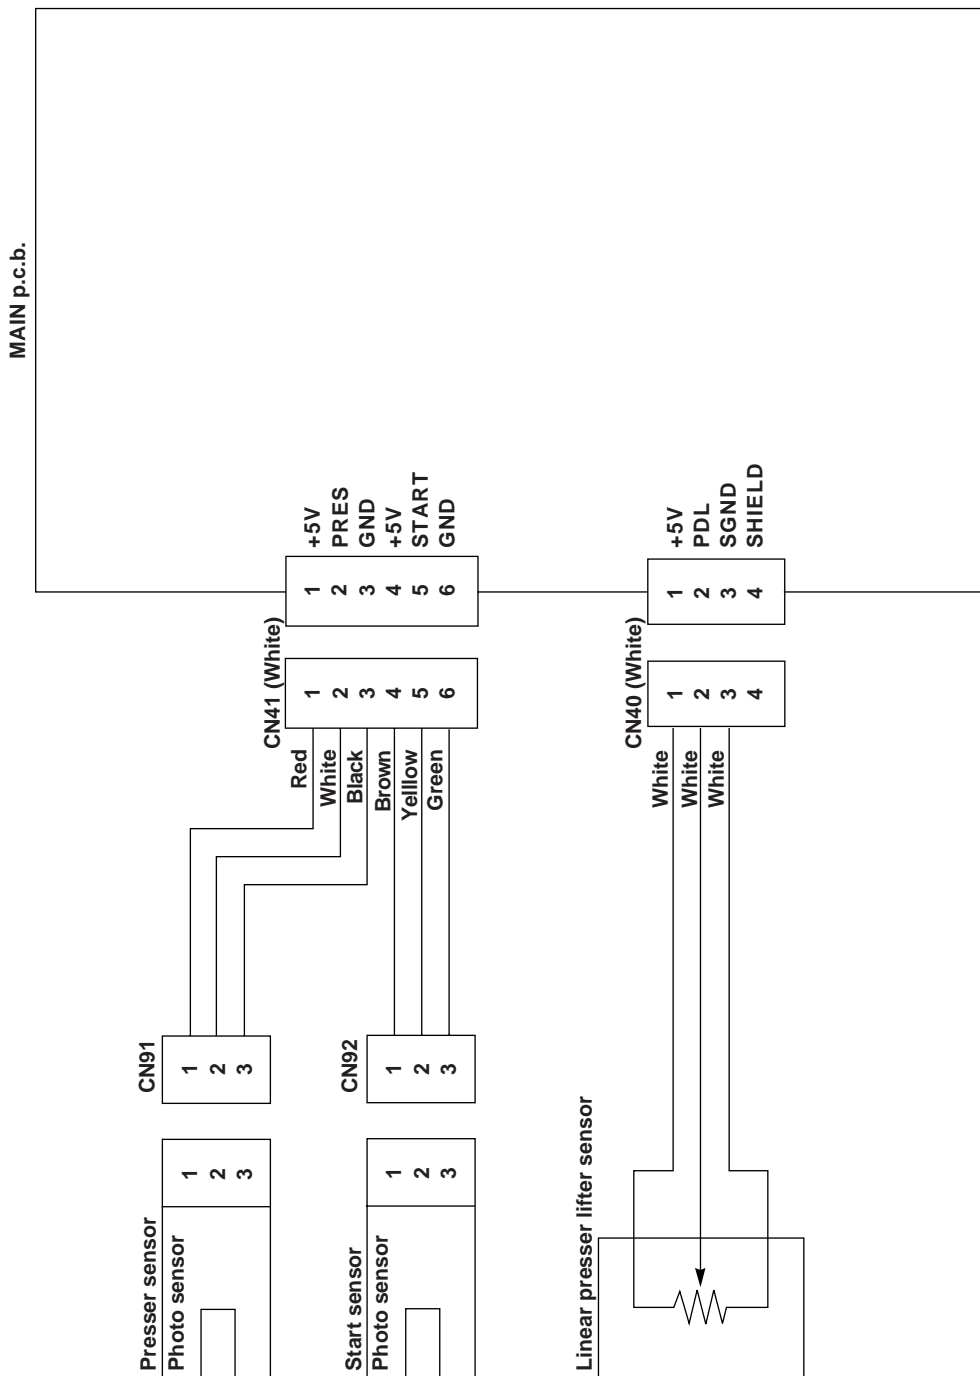 MAIN p.c.b.
+5V
PRES
GND
+5V
START
GND
1
2
3
4
5
6
CN41 (White)
1
2
3
4
5
6
Red
White
Black
Brown
Yelllow
Green
+5V
PDL
SGND
SHIELD
1
2
3
4
CN40 (White)
1
2
3
4
White
White
White
CN91
1
2
3
CN92
1
2
3
1
2
3
Presser sensor
Photo sensor
1
2
3
Start sensor
Photo sensor
Linear presser lifter sensor